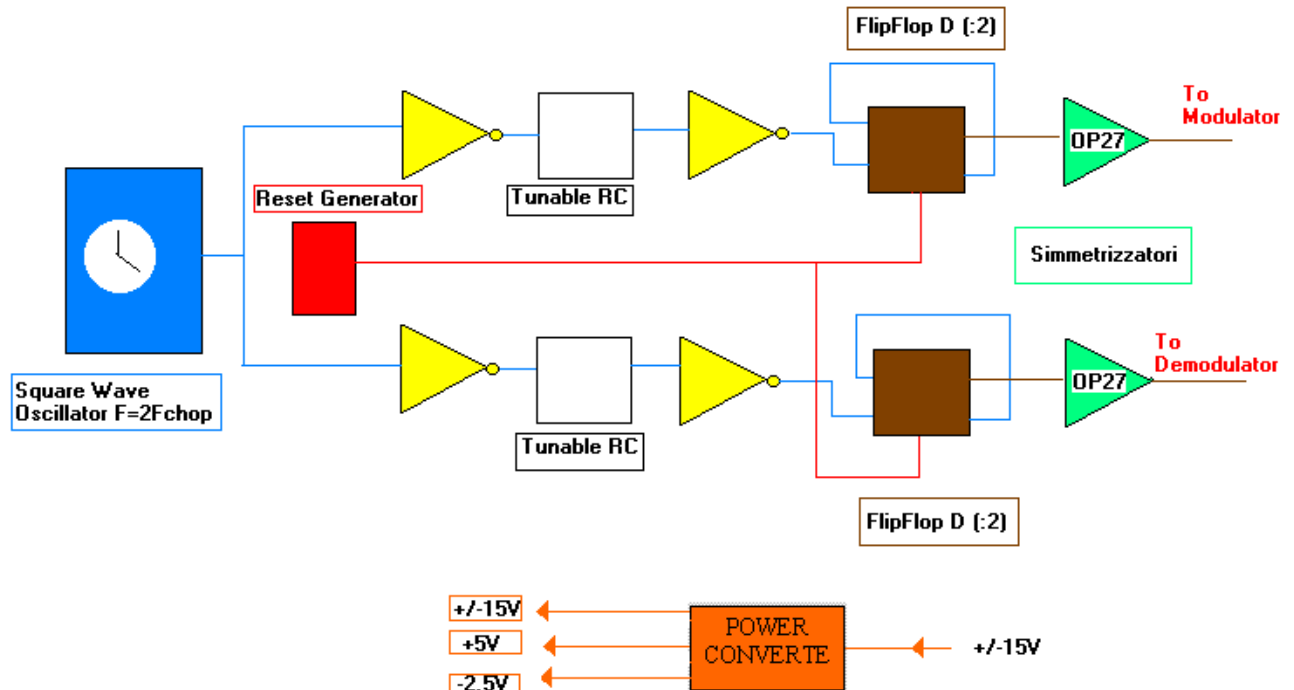 FlipFlop D (:2)
To
Modulator
OP27
Reset Generator
Tunable RC
Simmetrizzatori
To
Demodulator
OP27
Square Wave
Oscillator F=2Fchop
Tunable RC
FlipFlop D (:2)
+/-15V
+5V
-2.5V
POWER
CONVERTE
+/-15V